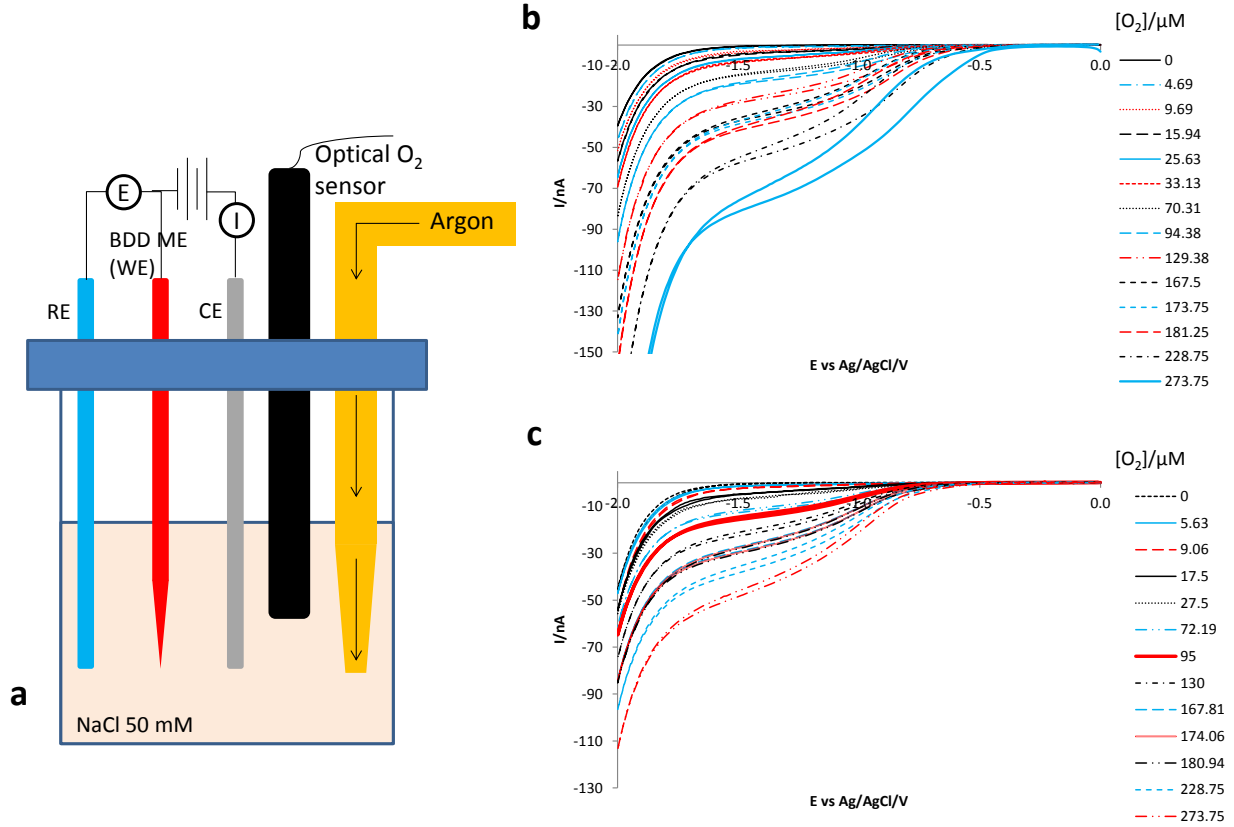 a
E
I
BDD ME
(WE)
RE
CE
Optical O2
sensor
Argon
NaCl 50 mM
b
[O2]/µM
-2.0
-1.5
-1.0
-0.5
0.0
-10
-30
-50
-70
-90
-110
-130
-150
I/nA
E vs Ag/AgCl/V
0
4.69
9.69
15.94
25.63
33.13
70.31
94.38
129.38
167.5
173.75
181.25
228.75
273.75
c
[O2]/µM
-2.0
-1.5
-1.0
-0.5
0.0
-10
-30
-50
-70
-90
-110
-130
I/nA
E vs Ag/AgCl/V
0
5.63
9.06
17.5
27.5
72.19
95
130
167.81
174.06
180.94
228.75
273.75